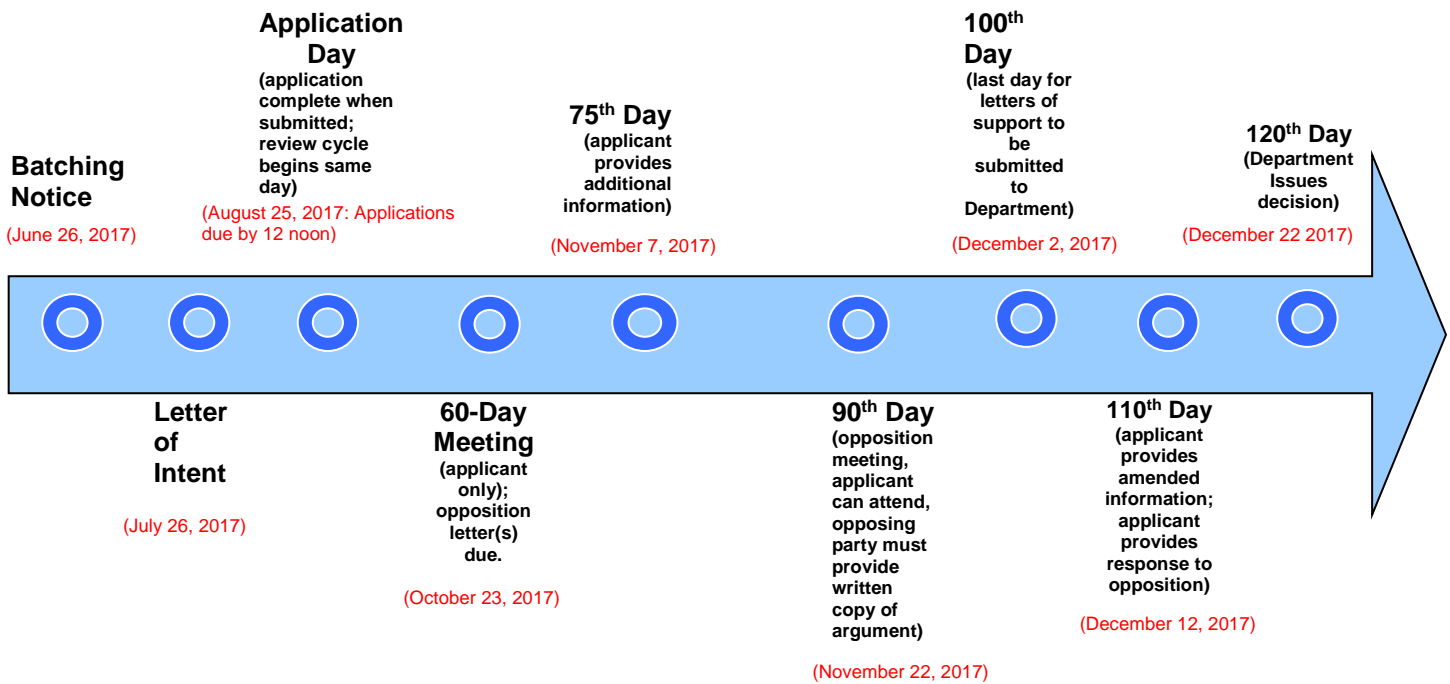 Batching
Notice
(June 26, 2017)
Letter
of
Intent
(July 26, 2017)
Application
Day
(application
complete when
submitted;
review cycle
begins same
day)
(August 25, 2017: Applications
due by 12 noon)
60-Day
Meeting
(applicant
only);
opposition
letter(s)
due.
(October 23, 2017)
75th Day
(applicant
provides
additional
information)
(November 7, 2017)
90th Day
(opposition
meeting,
applicant
can attend,
opposing
party must
provide
written
copy of
argument)
(November 22, 2017)
100th
Day
(last day for
letters of
support to
be
submitted
to
Department)
(December 2, 2017)
110th Day
(applicant
provides
amended
information;
applicant
provides
response to
opposition)
(December 12, 2017)
120th Day
(Department
Issues
decision)
(December 22 2017)